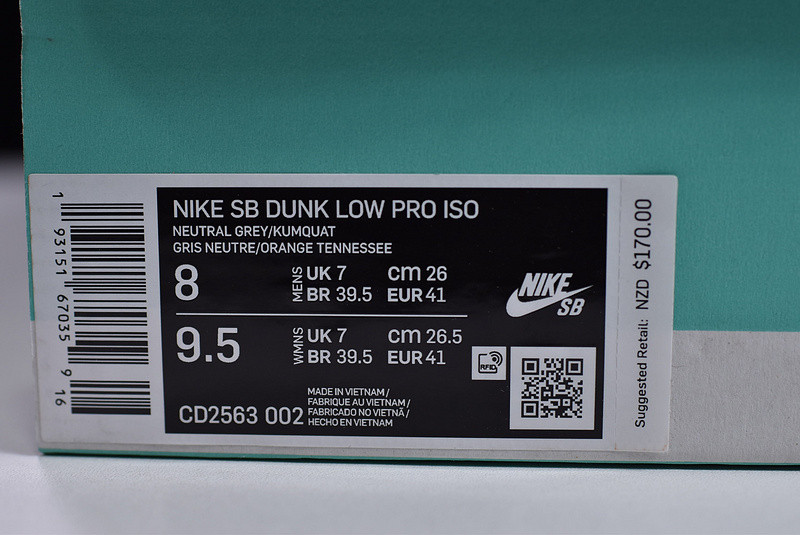 1
93151 67035 9
16
NIKE SB DUNK LOW PRO ISO
NEUTRAL GREY/KUMQUAT
GRIS NEUTRE/ORANGE TENNESSEE
8
MENS
UK 7
cm 26
BR 39.5
EUR 41
9.5
WMNS
UK 7
cm 26.5
BR 39.5
EUR 41
NIKE
SB
RFID
CD2563 002
MADE IN VIETNAM /
FABRIQUE AU VIETNAM /
FABRICADO NO VIETNÃ /
HECHO EN VIETNAM
Suggested Retail: NZD $170.00